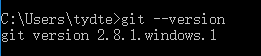 C:\Users\tydte>git --version
git version 2.8.1.windows.1